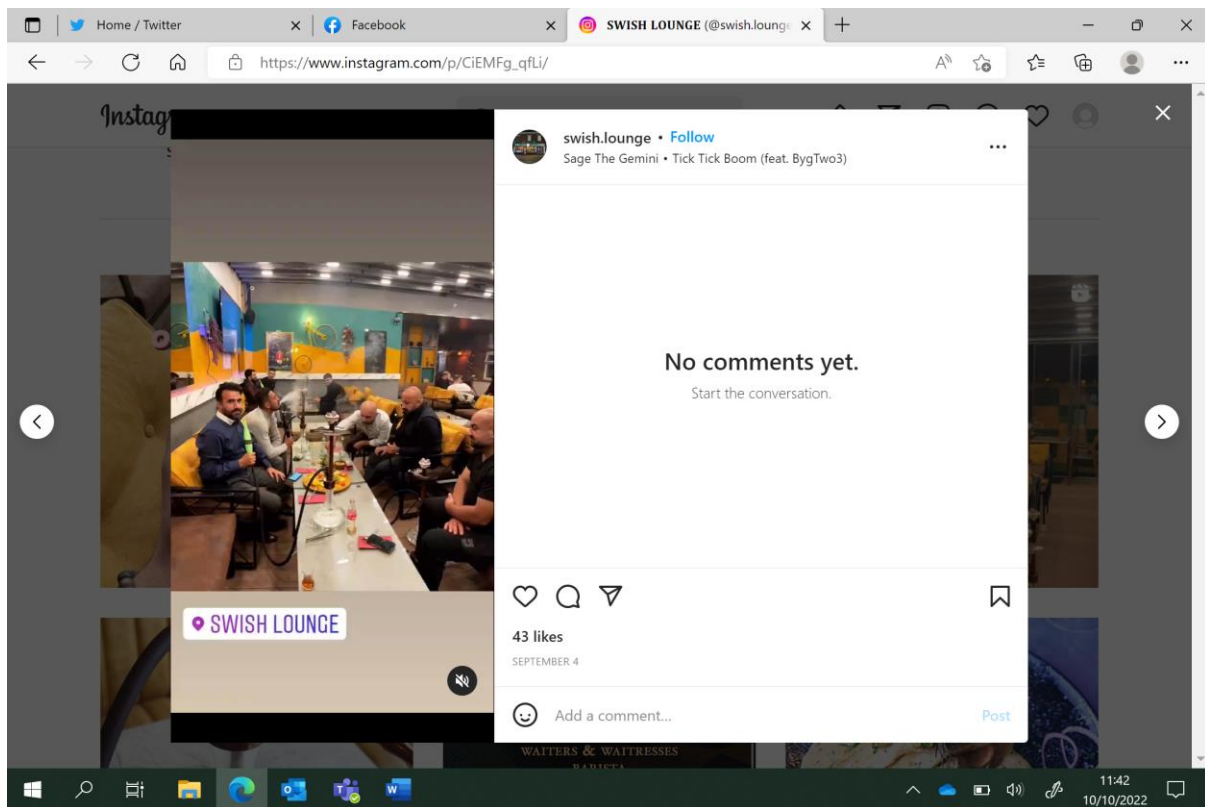 Home / Twitter
Facebook
SWISH LOUNGE (@swish.lounge
https://www.instagram.com/p/CiEMFg_qfLi/
Instag
swish.lounge • Follow
Sage The Gemini • Tick Tick Boom (feat. BygTwo3)
No comments yet.
Start the conversation.
SWISH LOUNGE
43 likes
SEPTEMBER 4
Add a comment...
Post
WAITERS & WAITRESSES
BARISTA
11:42
10/10/2022